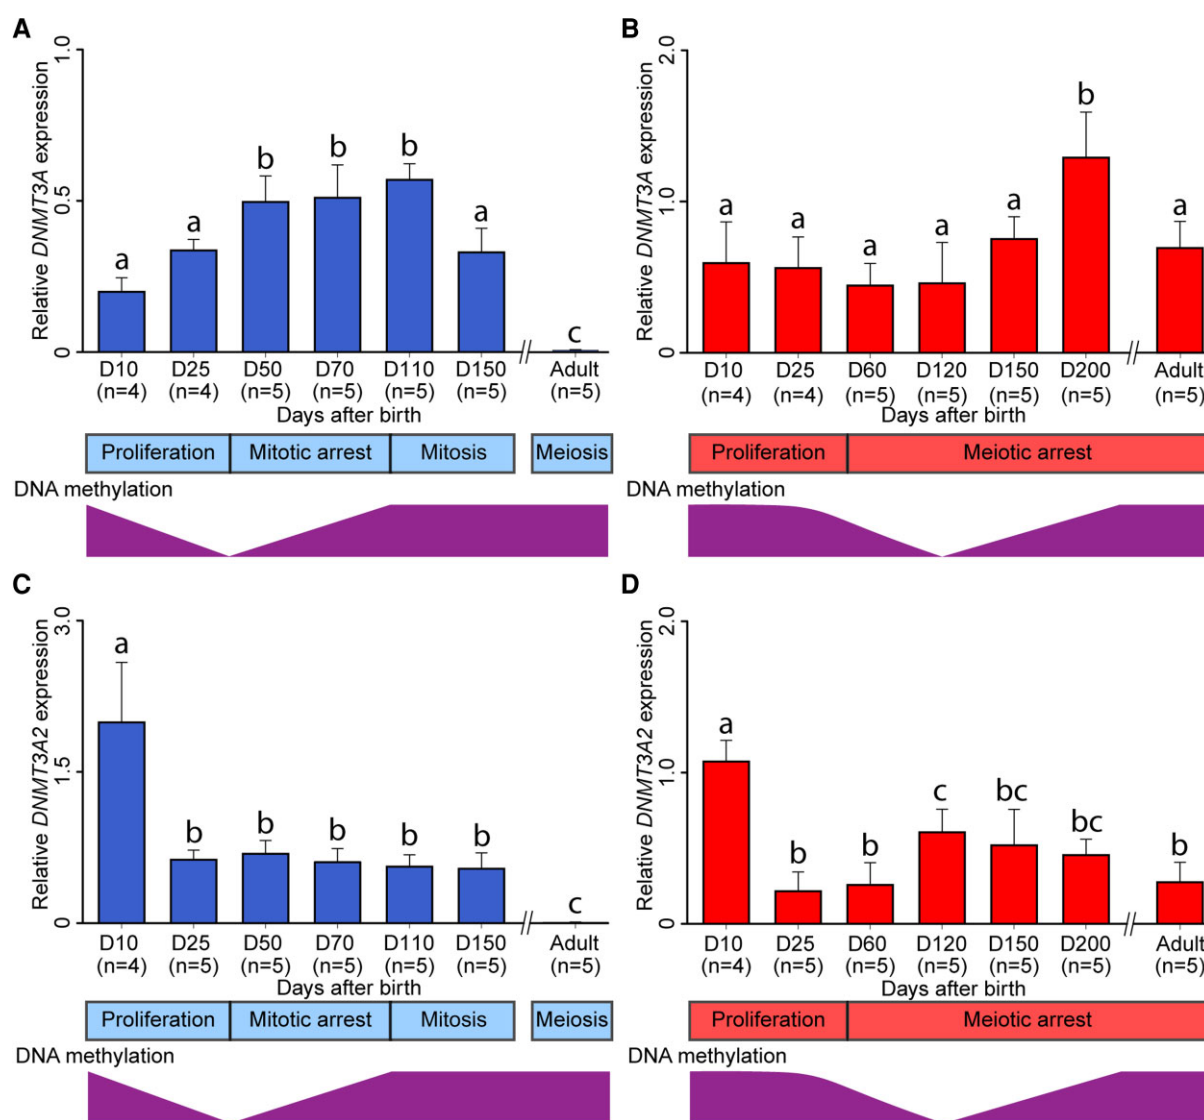 A
Relative DNMT3A expression
1.0
0.5
0
a
a
b
b
b
a
c
D10 D25 D50 D70 D110 D150 Adult
(n=4) (n=4) (n=5) (n=5) (n=5) (n=5) (n=5)
Days after birth
Proliferation Mitotic arrest Mitosis Meiosis
DNA methylation
B
Relative DNMT3A expression
2.0
1.0
0
a
a
a
a
a
b
a
D10 D25 D60 D120 D150 D200 Adult
(n=4) (n=4) (n=5) (n=5) (n=5) (n=5) (n=5)
Days after birth
Proliferation Meiotic arrest
DNA methylation
C
Relative DNMT3A2 expression
3.0
1.5
0
a
b
b
b
b
b
c
D10 D25 D50 D70 D110 D150 Adult
(n=4) (n=5) (n=5) (n=5) (n=5) (n=5) (n=5)
Days after birth
Proliferation Mitotic arrest Mitosis Meiosis
DNA methylation
D
Relative DNMT3A2 expression
2.0
1.0
0
a
b
b
c
bc
bc
b
D10 D25 D60 D120 D150 D200 Adult
(n=4) (n=5) (n=5) (n=5) (n=5) (n=5) (n=5)
Days after birth
Proliferation Meiotic arrest
DNA methylation